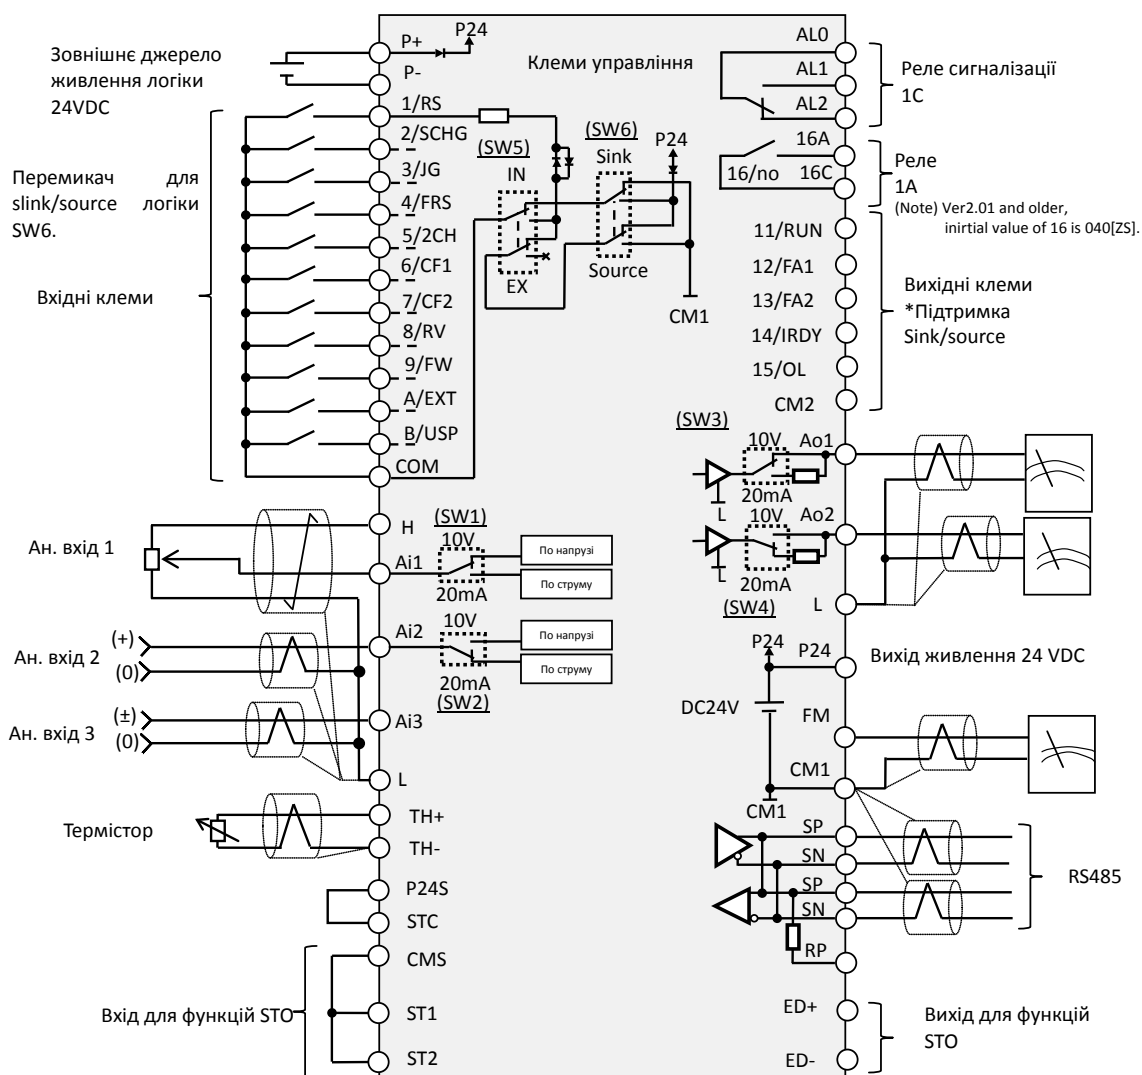 Зовнішнє джерело
живлення логіки
24VDC
Перемикач для
slink/source логіки
SW6.
Вхідні клеми
Ан. вхід 1
Ан. вхід 2
(+)
(0)
Ан. вхід 3
(±)
(0)
Термістор
Вхід для функцій STO
P+
P24
P-
1/RS
2/SCHG
3/JG
4/FRS
5/2CH
6/CF1
7/CF2
8/RV
9/FW
A/EXT
B/USP
COM
H
Ai1
Ai2
Ai3
L
TH+
TH-
P24S
STC
CMS
ST1
ST2
Клеми управління
(SW5)
IN
EX
(SW6)
Sink
Source
P24
CM1
(SW1)
10V
20mA
По напрузі
По струму
10V
20mA
(SW2)
По напрузі
По струму
AL0
AL1
AL2
16A
16/no
16C
11/RUN
12/FA1
13/FA2
14/IRDY
15/OL
CM2
(SW3)
10V
20mA
L
Ao1
10V
20mA
L
(SW4)
Ao2
L
P24
P24
DC24V
FM
CM1
CM1
SP
SN
SP
SN
RP
ED+
ED-
Реле сигналізації
1C
Реле
1A
(Note) Ver2.01 and older,
inirtial value of 16 is 040[ZS].
Вихідні клеми
*Підтримка
Sink/source
Вихід живлення 24 VDC
RS485
Вихід для функцій
STO